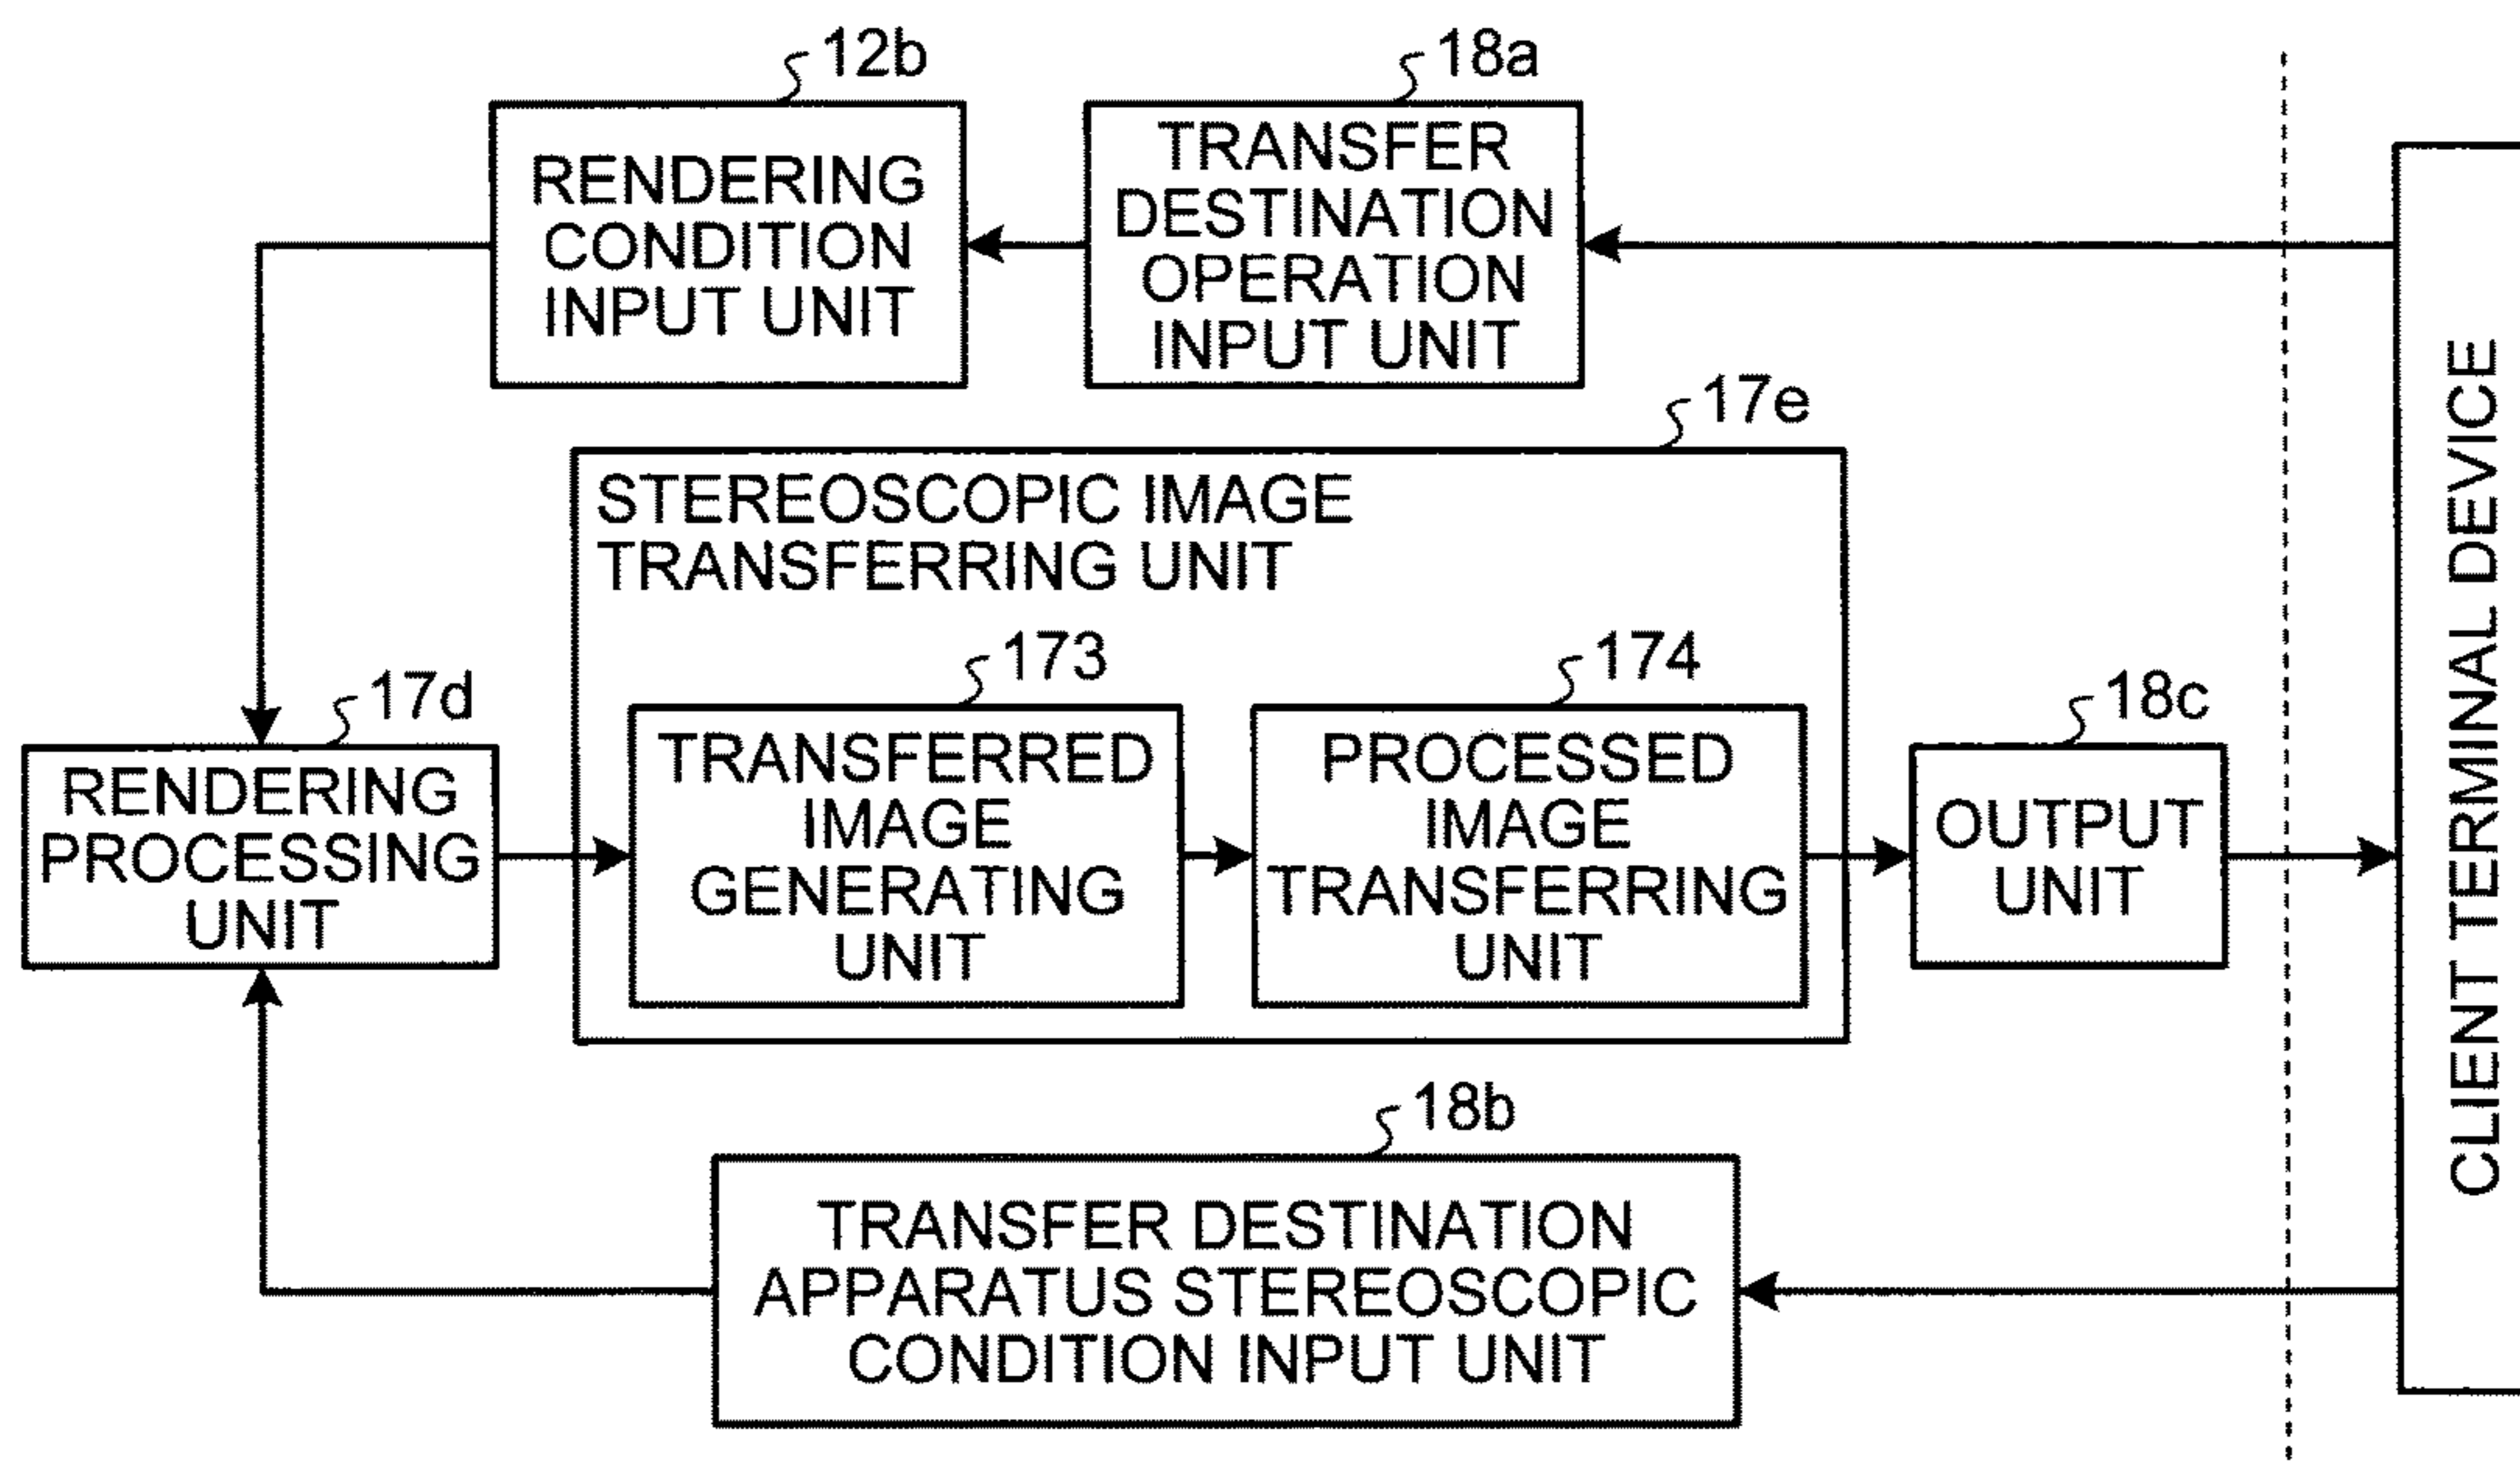 12b
RENDERING
CONDITION
INPUT UNIT
18a
TRANSFER
DESTINATION
OPERATION
INPUT UNIT
17e
STEREOSCOPIC IMAGE
TRANSFERRING UNIT
17d
RENDERING
PROCESSING
UNIT
173
TRANSFERRED
IMAGE
GENERATING
UNIT
174
PROCESSED
IMAGE
TRANSFERRING
UNIT
18c
OUTPUT
UNIT
CLIENT TERMINAL DEVICE
18b
TRANSFER DESTINATION
APPARATUS STEREOSCOPIC
CONDITION INPUT UNIT